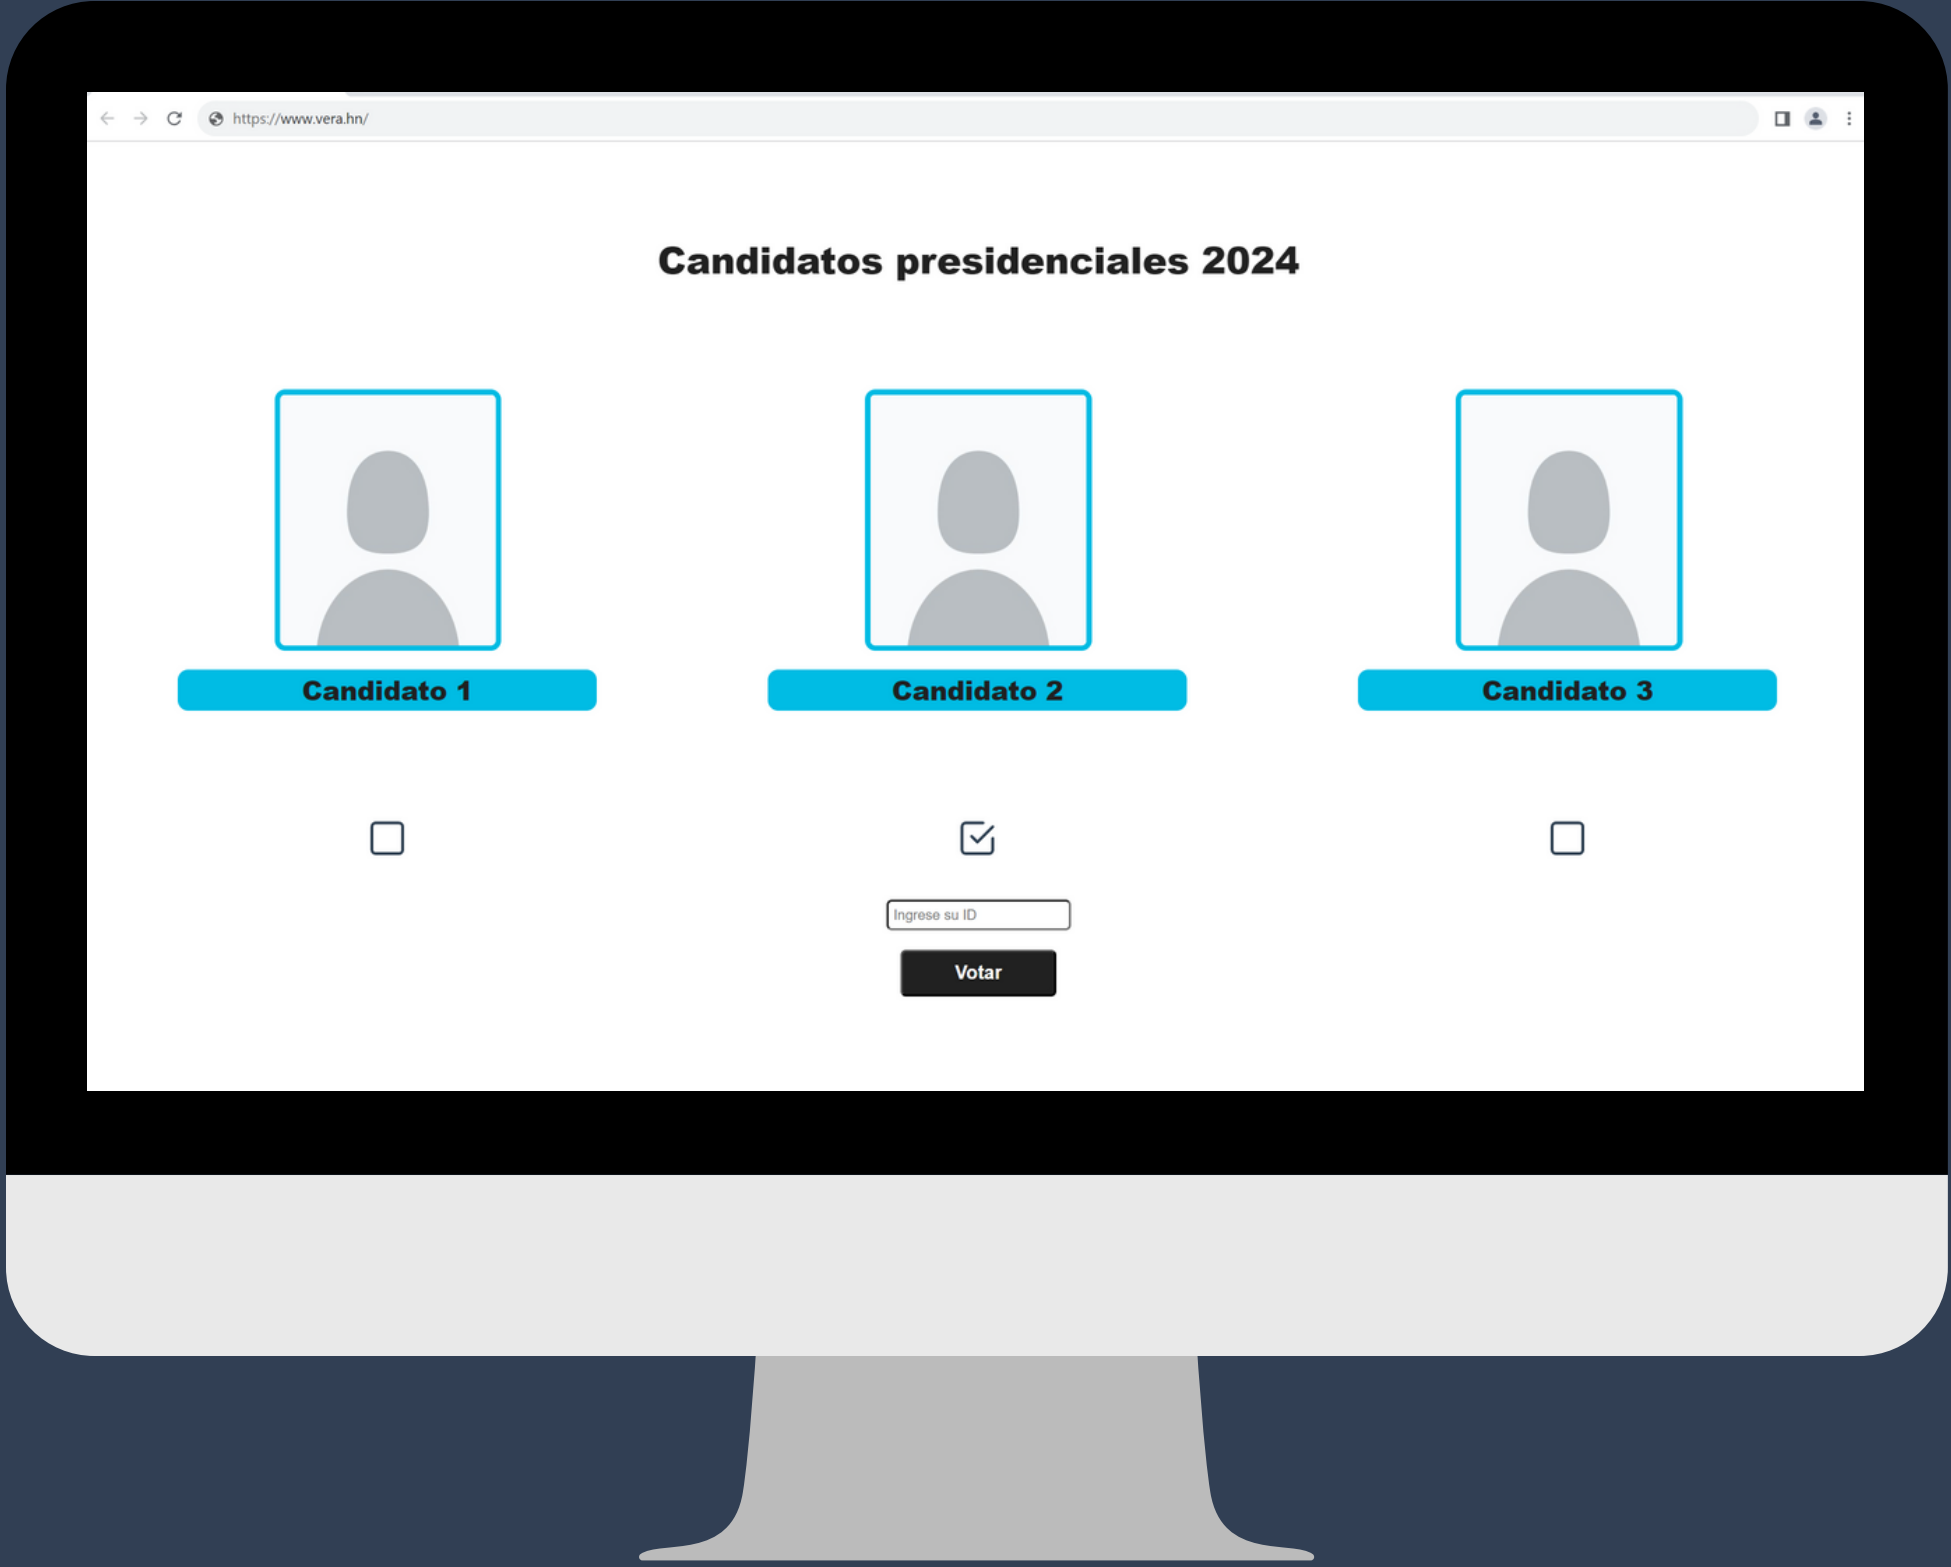 https://www.vera.hn/
Candidatos presidenciales 2024
Candidato 1
Candidato 2
Candidato 3
Ingrese su ID
Votar